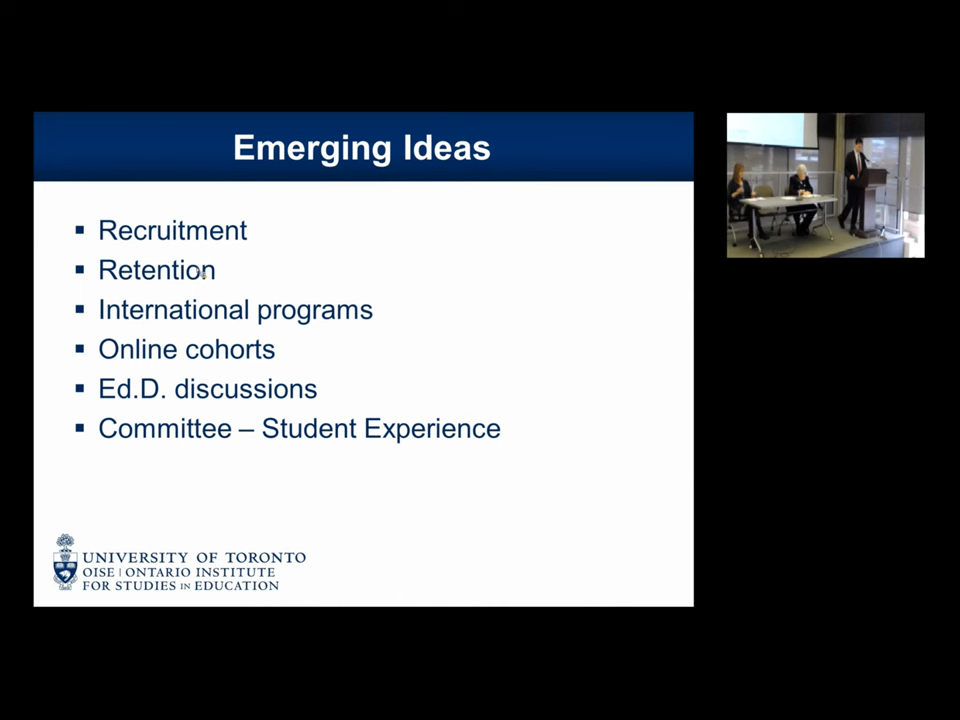 Emerging Ideas
Recruitment
Retention
International programs
Online cohorts
Ed.D. discussions
Committee – Student Experience
UNIVERSITY OF TORONTO
OISE | ONTARIO INSTITUTE
FOR STUDIES IN EDUCATION